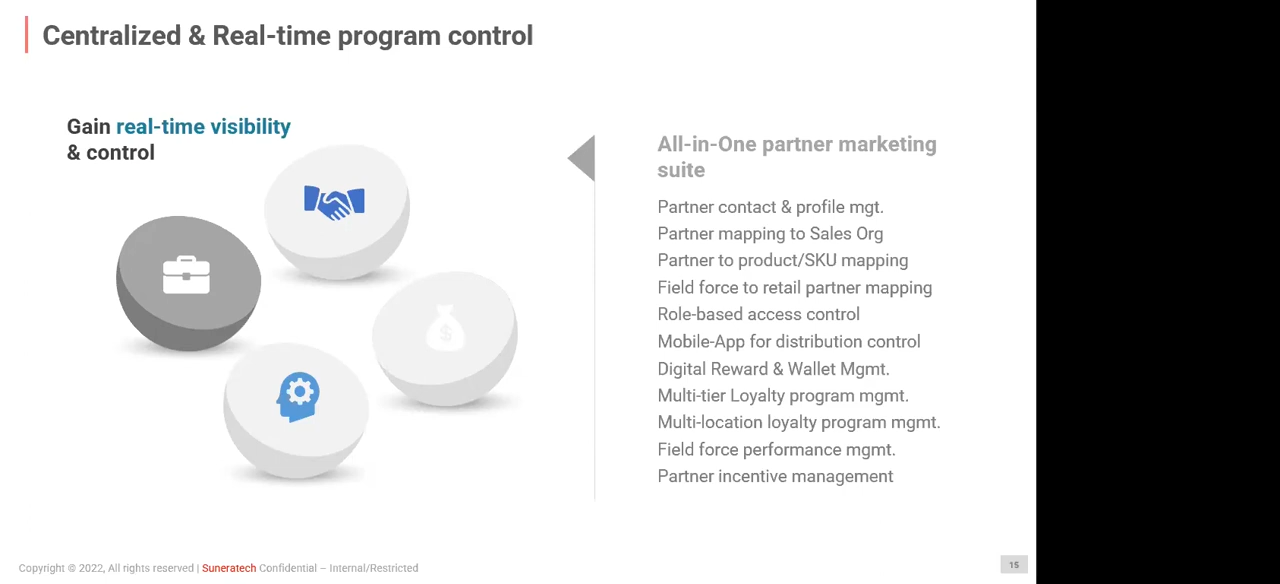 Centralized & Real-time program control
Gain real-time visibility
& control
$
All-in-One partner marketing
suite
Partner contact & profile mgt.
Partner mapping to Sales Org
Partner to product/SKU mapping
Field force to retail partner mapping
Role-based access control
Mobile-App for distribution control
Digital Reward & Wallet Mgmt.
Multi-tier Loyalty program mgmt.
Multi-location loyalty program mgmt.
Field force performance mgmt.
Partner incentive management
Copyright © 2022, All rights reserved | Suneratech Confidential – Internal/Restricted
15